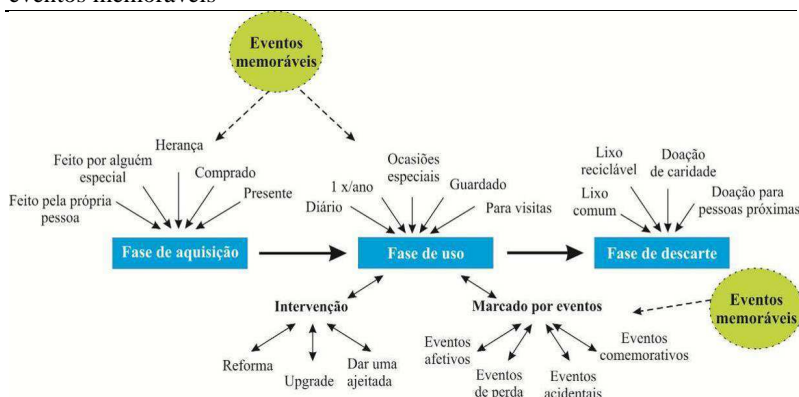 eventos memoráveis
Eventos
memoráveis
Herança
Feito por alguém
especial
Comprado
Feito pela própria
pessoa
Presente
Ocasiões
especiais
1 x/ano
Guardado
Diário
Para visitas
Lixo
reciclável
Doação
de caridade
Lixo
comum
Doação para
pessoas próximas
Fase de aquisição
Fase de uso
Fase de descarte
Intervenção
Marcado por eventos
Eventos
memoráveis
Reforma
Upgrade
Dar uma
ajeitada
Eventos
afetivos
Eventos
de perda
Eventos
acidentais
Eventos
comemorativos